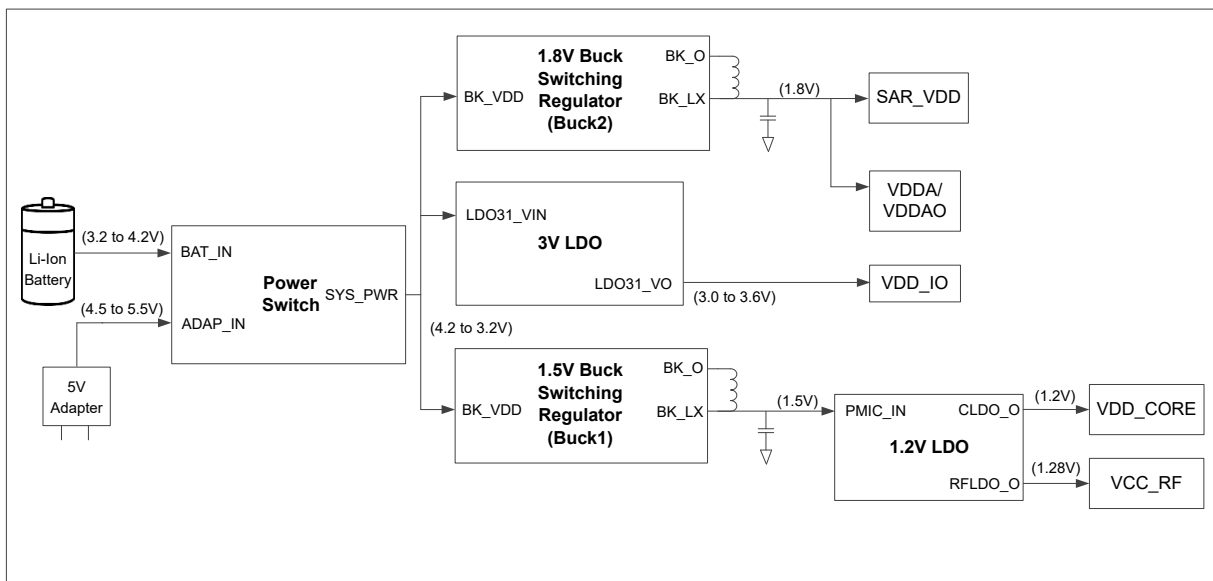 1.8V Buck
Switching
Regulator
(Buck2)
BK_VDD
BK_O
BK_LX
(1.8V)
SAR_VDD
VDDA/
VDDAO
LDO31_VIN
3V LDO
LDO31_VO
(3.0 to 3.6V)
VDD_IO
Li-Ion
Battery
(3.2 to 4.2V)
BAT_IN
Power
Switch
SYS_PWR
(4.5 to 5.5V)
ADAP_IN
5V
Adapter
(4.2 to 3.2V)
1.5V Buck
Switching
Regulator
(Buck1)
BK_VDD
BK_O
BK_LX
(1.5V)
PMIC_IN
CLDO_O
1.2V LDO
RFLDO_O
(1.2V)
VDD_CORE
(1.28V)
VCC_RF